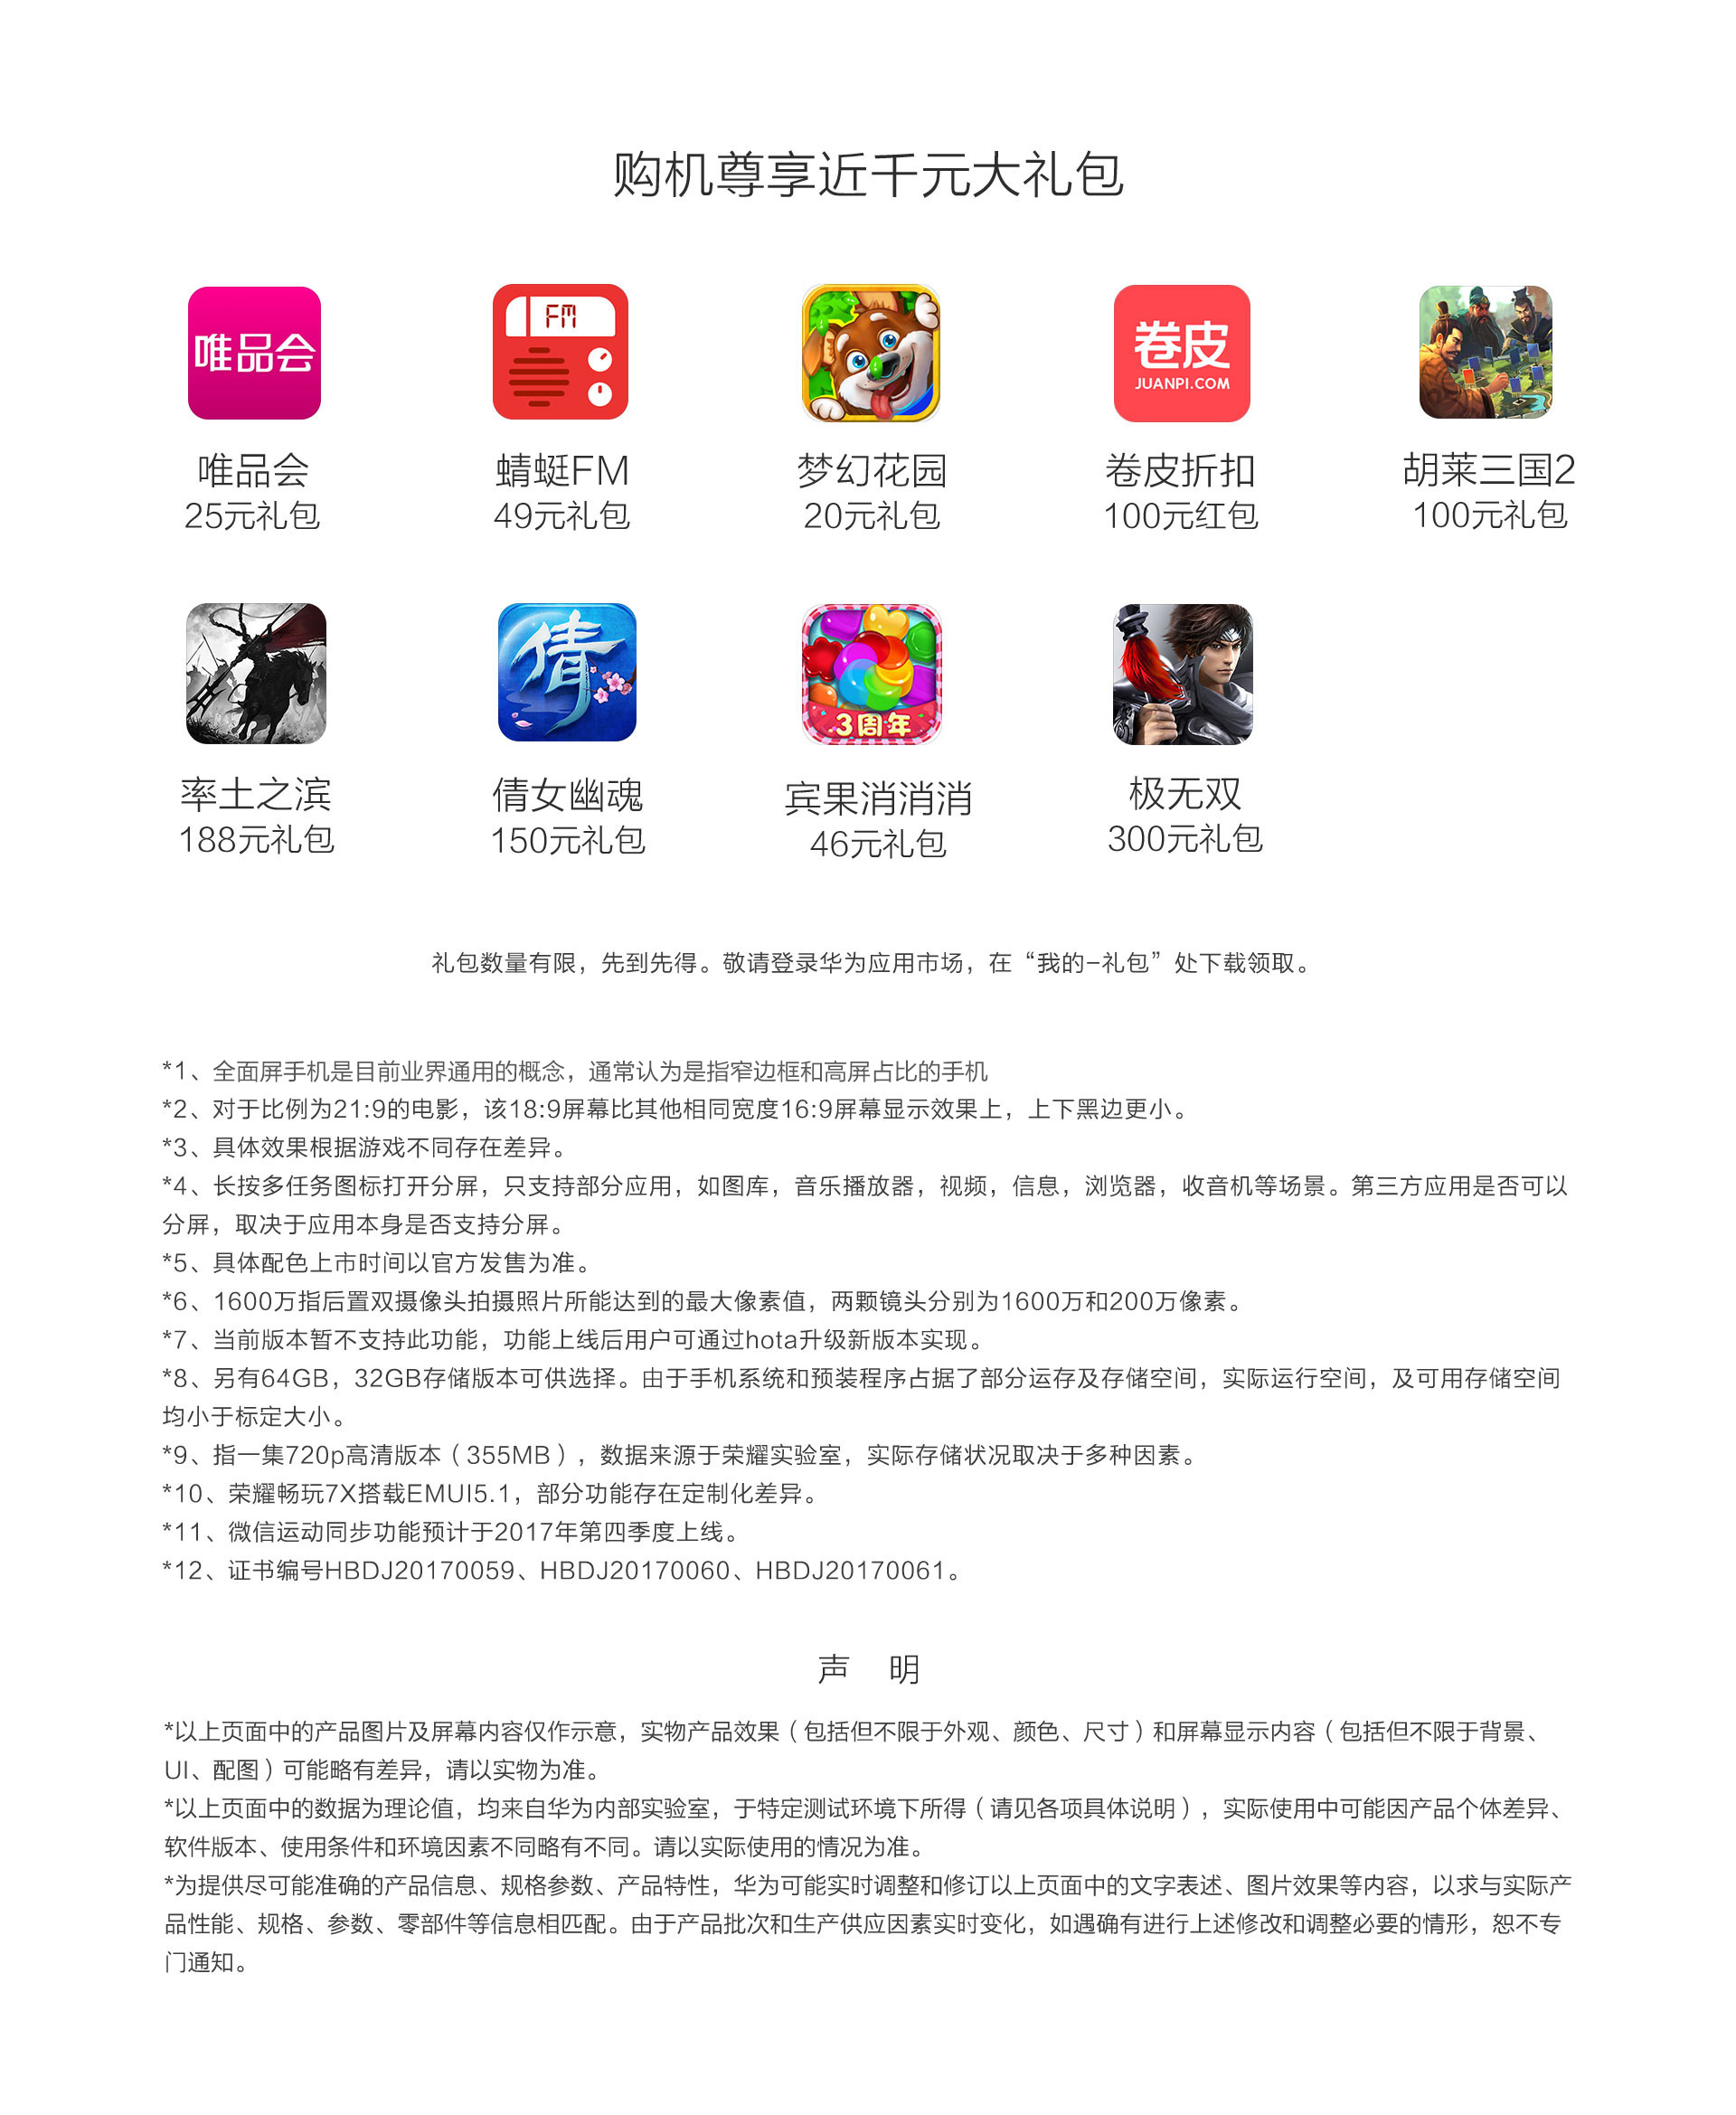 购机尊享近千元大礼包
唯品会
FM
卷皮
JUANPI.COM
唯品会
蜻蜓FM
梦幻花园
卷皮折扣
胡莱三国2
25元礼包
49元礼包
20元礼包
100元红包
100元礼包
倩
3周年
率土之滨
倩女幽魂
宾果消消消
极无双
188元礼包
150元礼包
46元礼包
300元礼包
礼包数量有限，先到先得。敬请登录华为应用市场，在“我的-礼包”处下载领取。
*1、全面屏手机是目前业界通用的概念，通常认为是指窄边框和高屏占比的手机
*2、对于比例为21:9的电影，该18:9屏幕比其他相同宽度16:9屏幕显示效果上，上下黑边更小。
*3、具体效果根据游戏不同存在差异。
*4、长按多任务图标打开分屏，只支持部分应用，如图库，音乐播放器，视频，信息，浏览器，收音机等场景。第三方应用是否可以
分屏，取决于应用本身是否支持分屏。
*5、具体配色上市时间以官方发售为准。
*6、1600万指后置双摄像头拍摄照片所能达到的最大像素值，两颗镜头分别为1600万和200万像素。
*7、当前版本暂不支持此功能，功能上线后用户可通过hota升级新版本实现。
*8、另有64GB，32GB存储版本可供选择。由于手机系统和预装程序占据了部分运存及存储空间，实际运行空间，及可用存储空间
均小于标定大小。
*9、指一集720p高清版本（355MB），数据来源于荣耀实验室，实际存储状况取决于多种因素。
*10、荣耀畅玩7X搭载EMUI5.1，部分功能存在定制化差异。
*11、微信运动同步功能预计于2017年第四季度上线。
*12、证书编号HBDJ20170059、HBDJ20170060、HBDJ20170061。
声 明
*以上页面中的产品图片及屏幕内容仅作示意，实物产品效果（包括但不限于外观、颜色、尺寸）和屏幕显示内容（包括但不限于背景、
UI、配图）可能略有差异，请以实物为准。
*以上页面中的数据为理论值，均来自华为内部实验室，于特定测试环境下所得（请见各项具体说明），实际使用中可能因产品个体差异、
软件版本、使用条件和环境因素不同略有不同。请以实际使用的情况为准。
*为提供尽可能准确的产品信息、规格参数、产品特性，华为可能实时调整和修订以上页面中的文字表述、图片效果等内容，以求与实际产
品性能、规格、参数、零部件等信息相匹配。由于产品批次和生产供应因素实时变化，如遇确有进行上述修改和调整必要的情形，恕不专
门通知。